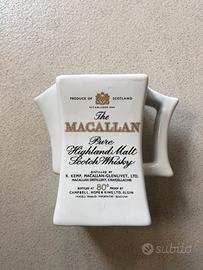 PRODUCE OF SCOTLAND
The
MACALLAN
Pure
Highland Malt
Scotch Whisky
DISTILLED BY
R. KEMP, MACALLAN-GLENLIVET, LTD.
MACALLAN DISTILLERY, CRAIGELLACHIE
BOTTLED AT 80° PROOF BY
CAMPBELL, HOPE & KING LTD, ELGIN
subito